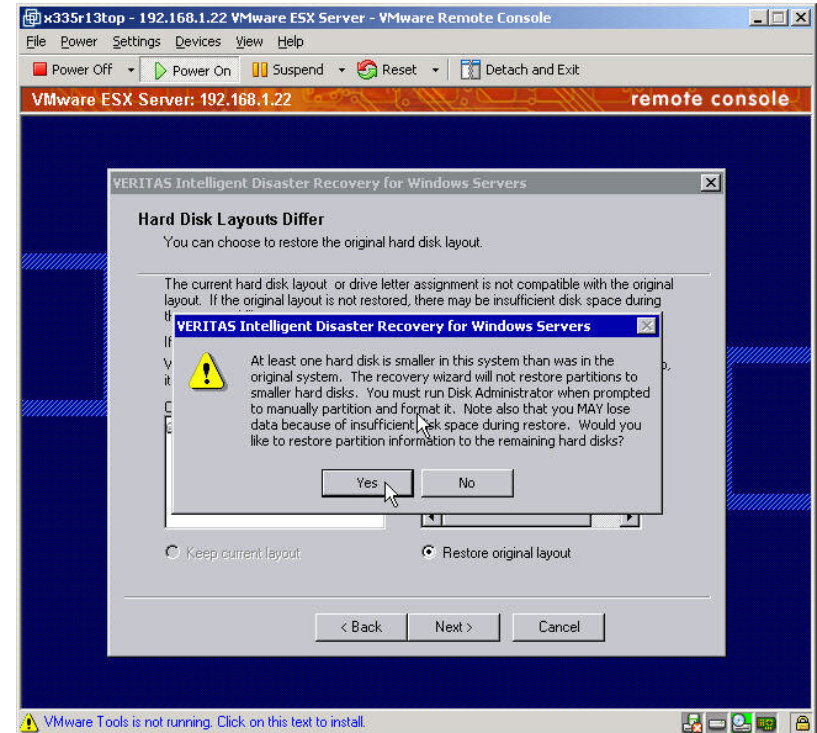 x335r13top - 192.168.1.22 VMware ESX Server - VMware Remote Console
File Power Settings Devices View Help
Power Off Power On Suspend Reset Detach and Exit
VMware ESX Server: 192.168.1.22 remote console
VERITAS Intelligent Disaster Recovery for Windows Servers
Hard Disk Layouts Differ
You can choose to restore the original hard disk layout.
The current hard disk layout or drive letter assignment is not compatible with the original
layout. If the original layout is not restored, there may be insufficient disk space during
VERITAS Intelligent Disaster Recovery for Windows Servers
At least one hard disk is smaller in this system than was in the
original system. The recovery wizard will not restore partitions to
smaller hard disks. You must run Disk Administrator when prompted
to manually partition and format it. Note also that you MAY lose
data because of insufficient disk space during restore. Would you
like to restore partition information to the remaining hard disks?
Yes No
Keep current layout Restore original layout
< Back Next > Cancel
VMware Tools is not running. Click on this text to install.